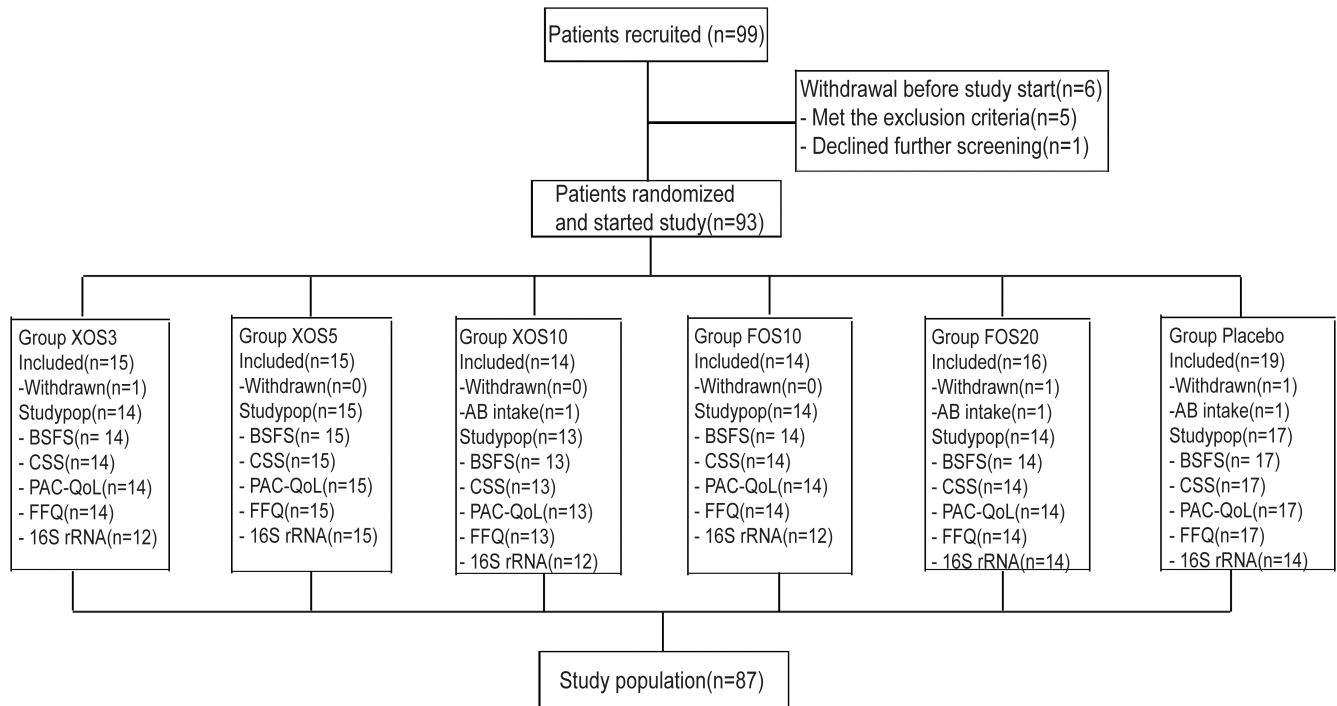 Patients recruited (n=99)
Withdrawal before study start(n=6)
- Met the exclusion criteria(n=5)
- Declined further screening(n=1)
Patients randomized
and started study(n=93)
Group XOS3
Included(n=15)
-Withdrawn(n=1)
Studypop(n=14)
- BSFS(n= 14)
- CSS(n=14)
- PAC-QoL(n=14)
- FFQ(n=14)
- 16S rRNA(n=12)
Group XOS5
Included(n=15)
-Withdrawn(n=0)
Studypop(n=15)
- BSFS(n= 15)
- CSS(n=15)
- PAC-QoL(n=15)
- FFQ(n=15)
- 16S rRNA(n=15)
Group XOS10
Included(n=14)
-Withdrawn(n=0)
-AB intake(n=1)
Studypop(n=13)
- BSFS(n= 13)
- CSS(n=13)
- PAC-QoL(n=13)
- FFQ(n=13)
- 16S rRNA(n=12)
Group FOS10
Included(n=14)
-Withdrawn(n=0)
Studypop(n=14)
- BSFS(n= 14)
- CSS(n=14)
- PAC-QoL(n=14)
- FFQ(n=14)
- 16S rRNA(n=12)
Group FOS20
Included(n=16)
-Withdrawn(n=1)
-AB intake(n=1)
Studypop(n=14)
- BSFS(n= 14)
- CSS(n=14)
- PAC-QoL(n=14)
- FFQ(n=14)
- 16S rRNA(n=14)
Group Placebo
Included(n=19)
-Withdrawn(n=1)
-AB intake(n=1)
Studypop(n=17)
- BSFS(n= 17)
- CSS(n=17)
- PAC-QoL(n=17)
- FFQ(n=17)
- 16S rRNA(n=14)
Study population(n=87)